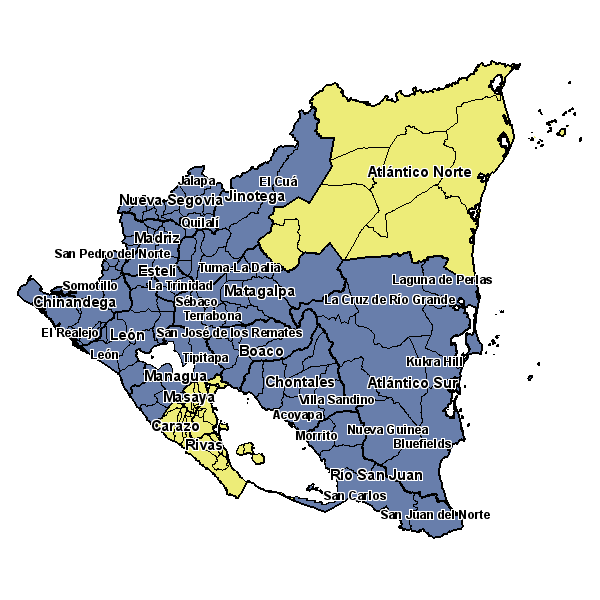 Atlántico Norte
Jalapa
El Cuá
Nueva Segovia
Jinotega
Quilalí
Madriz
San Pedro del Norte
Estelí
Tuma-La Dalia
Laguna de Perlas
Somotillo
La Trinidad
Matagalpa
Chinandega
Sébaco
La Cruz de Río Grande
Terrabona
El Realejo
León
San José de los Remates
León
Tipitapa
Boaco
Kukra Hill
Managua
Chontales
Atlántico Sur
Masaya
Villa Sandino
Acoyapa
Carazo
Morrito
Nueva Guinea
Rivas
Bluefields
Río San Juan
San Carlos
San Juan del Norte